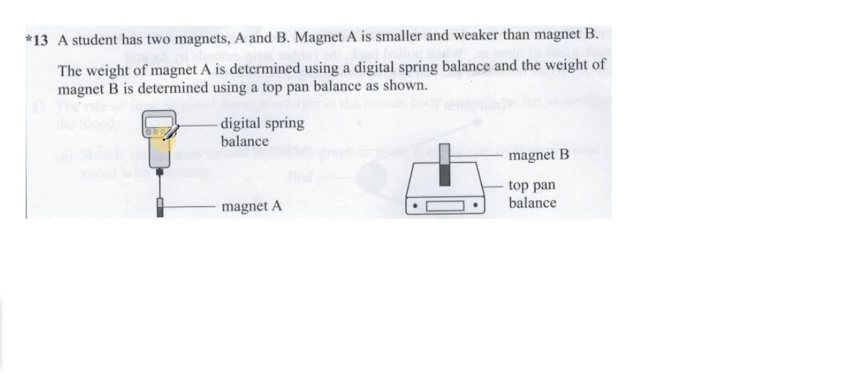 *13 A student has two magnets, A and B. Magnet A is smaller and weaker than magnet B.
The weight of magnet A is determined using a digital spring balance and the weight of
magnet B is determined using a top pan balance as shown.
digital spring
balance
magnet A
magnet B
top pan
balance